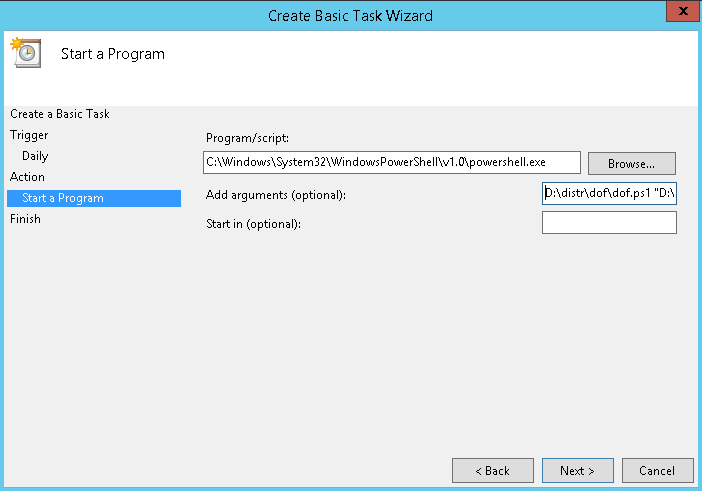 Create Basic Task Wizard
Start a Program
Create a Basic Task
Trigger
Daily
Action
Start a Program
Finish
Program/script:
C:\Windows\System32\WindowsPowerShell\v1.0\powershell.exe
Browse...
Add arguments (optional):
D:\distr\dof\dof.ps1 "D:\
Start in (optional):
< Back
Next >
Cancel